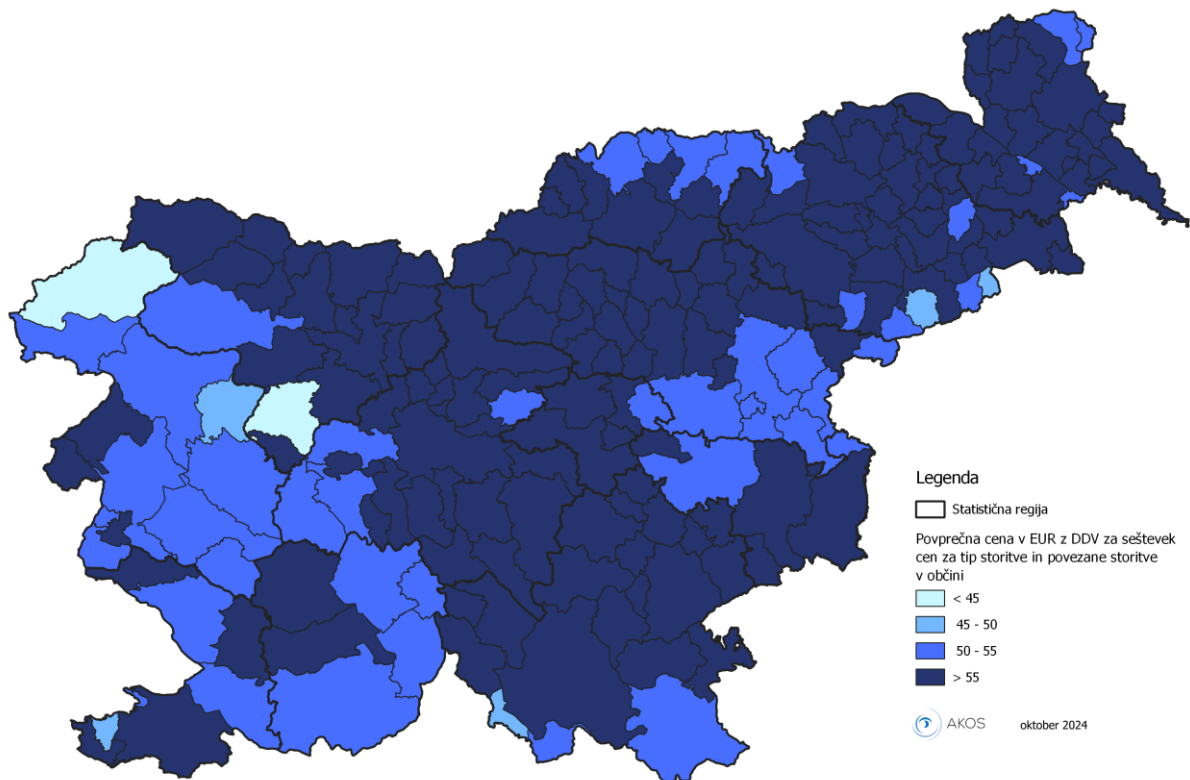 Legenda
Statistična regija
Povprečna cena v EUR z DDV za seštevek
cen za tip storitve in povezane storitve
v občini
< 45
45 - 50
50 - 55
> 55
AKOS oktober 2024